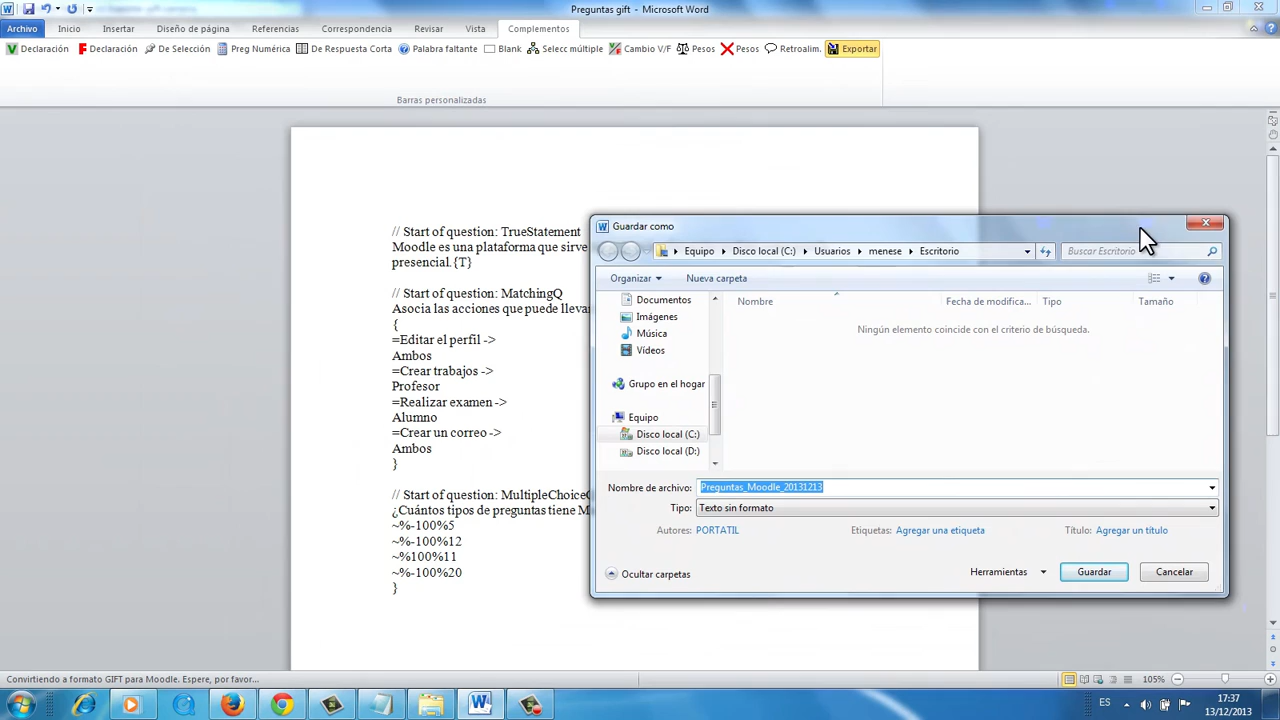 Preguntas gift - Microsoft Word
Archivo Inicio Insertar Diseño de página Referencias Correspondencia Revisar Vista Complementos
Declaración Declaración De Selección Preg Numérica De Respuesta Corta Palabra faltante Blank Selec múltiple Cambio V/F Pesos Pesos Retroalim. Exportar
Barras personalizadas
// Start of question: TrueStatement
Moodle es una plataforma que sirve
presencial.{T}
// Start of question: MatchingQ
Asocia las acciones que puede llevar
{
=Editar el perfil ->
Ambos
=Crear trabajos ->
Profesor
=Realizar examen ->
Alumno
=Crear un correo ->
Ambos
}
// Start of question: MultipleChoiceQ
¿Cuántos tipos de preguntas tiene M
~%-100%5
~%-100%12
~%100%11
~%-100%20
}
Guardar como
Equipo Disco local (C:) Usuarios menese Escritorio
Buscar Escritorio
Organizar Nueva carpeta
Documentos
Imágenes
Música
Vídeos
Grupo en el hogar
Equipo
Disco local (C:)
Disco local (D:)
Nombre Fecha de modifica... Tipo Tamaño
Ningún elemento coincide con el criterio de búsqueda.
Nombre de archivo: Preguntas_Moodle_20131213
Tipo: Texto sin formato
Autores: PORTATIL Etiquetas: Agregar una etiqueta Título: Agregar un título
Ocultar carpetas Herramientas Guardar Cancelar
Convirtiendo a formato GIFT para Moodle. Espere, por favor...
105%
ES
17:37
13/12/2013